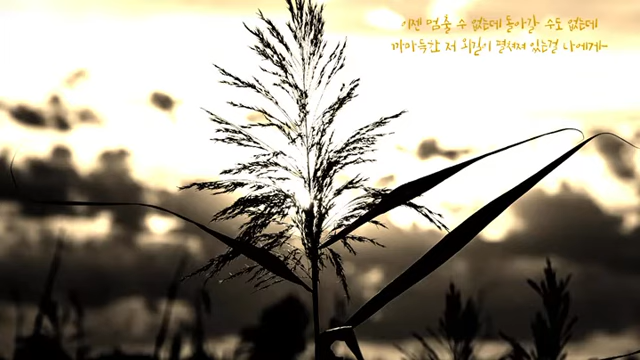 이젠 멈출 수 없는데 돌아갈 수도 없는데
까마득한 저 외길이 펼쳐져 있는걸 나에게-